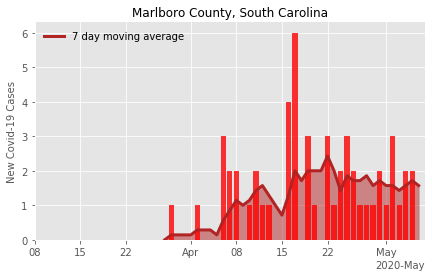 Marlboro County, South Carolina
7 day moving average
New Covid-19 Cases
6
5
4
3
2
1
0
08 15 22 Apr 08 15 22 May
2020-May